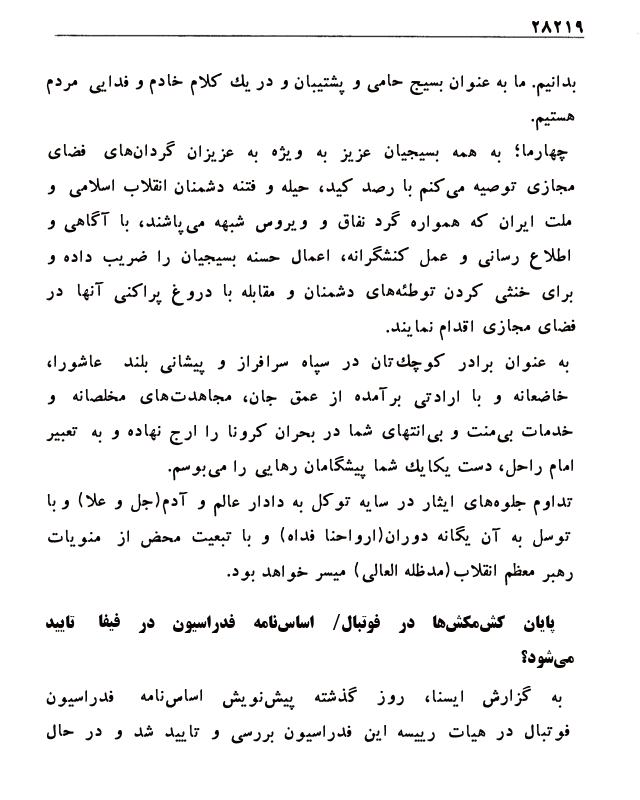 ۲۸۲۱۹
بدانیم. ما به عنوان بسیج حامی و پشتیبان و در یك کلام خادم و فدایی مردم
هستیم.
چهارما؛ به همه بسیجیان عزیز به ویژه به عزیزان گردان‌های فضای
مجازی توصیه می‌کنم با رصد کید، حیله و فتنه دشمنان انقلاب اسلامی و
ملت ایران که همواره گرد نفاق و ویروس شبهه می‌پاشند، با آگاهی و
اطلاع رسانی و عمل کنشگرانه، اعمال حسنه بسیجیان را ضریب داده و
برای خنثی کردن توطئه‌های دشمنان و مقابله با دروغ پراکنی آنها در
فضای مجازی اقدام نمایند.
به عنوان برادر کوچك‌تان در سپاه سرافراز و پیشانی بلند عاشورا،
خاضعانه و با ارادتی برآمده از عمق جان، مجاهدت‌های مخلصانه و
خدمات بی‌منت و بی‌انتهای شما در بحران کرونا را ارج نهاده و به تعبیر
امام راحل، دست یکایك شما پیشگامان رهایی را می‌بوسم.
تداوم جلوه‌های ایثار در سایه توکل به دادار عالم و آدم(جل و علا) و با
توسل به آن یگانه دوران(ارواحنا فداه) و با تبعیت محض از منویات
رهبر معظم انقلاب(مدظله العالی) میسر خواهد بود.
پایان کش‌مکش‌ها در فوتبال/ اساس‌نامه فدراسیون در فیفا تایید
می‌شود؟
به گزارش ایسنا، روز گذشته پیش‌نویش اساس‌نامه فدراسیون
فوتبال در هیات رییسه این فدراسیون بررسی و تایید شد و در حال